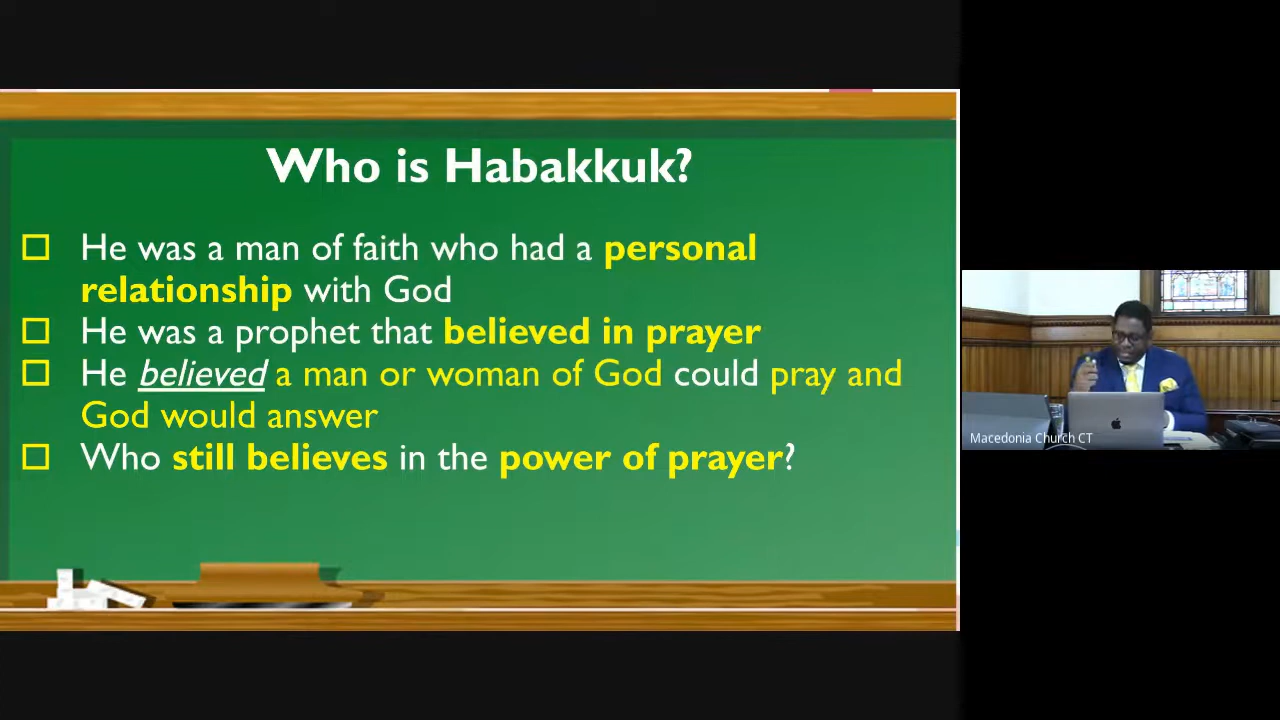 Who is Habakkuk?
He was a man of faith who had a personal
relationship with God
He was a prophet that believed in prayer
He believed a man or woman of God could pray and
God would answer
Who still believes in the power of prayer?
Macedonia Church CT